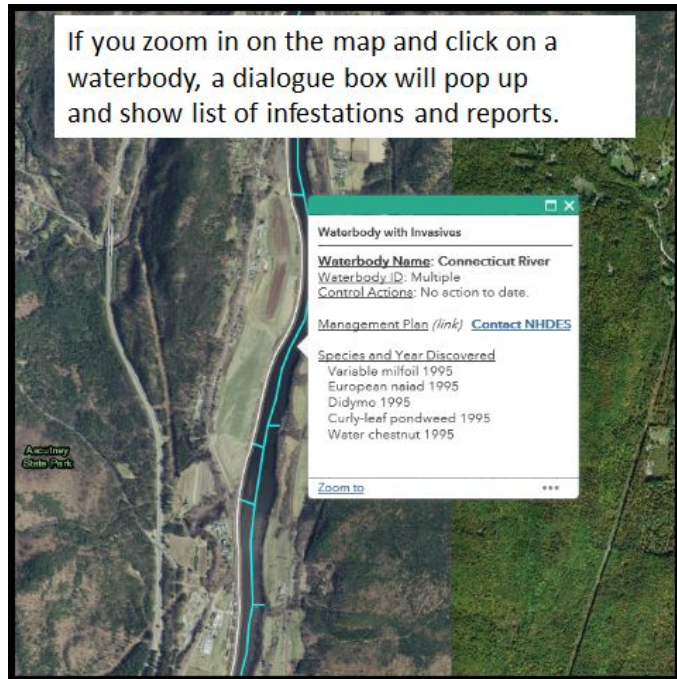 If you zoom in on the map and click on a
waterbody, a dialogue box will pop up
and show list of infestations and reports.
Waterbody with Invasives
Waterbody Name: Connecticut River
Waterbody ID: Multiple
Control Actions: No action to date.
Management Plan (link) Contact NHDES
Species and Year Discovered
Variable milfoil 1995
European naiad 1995
Didymo 1995
Curly-leaf pondweed 1995
Water chestnut 1995
Zoom to
Ascutney
State Park